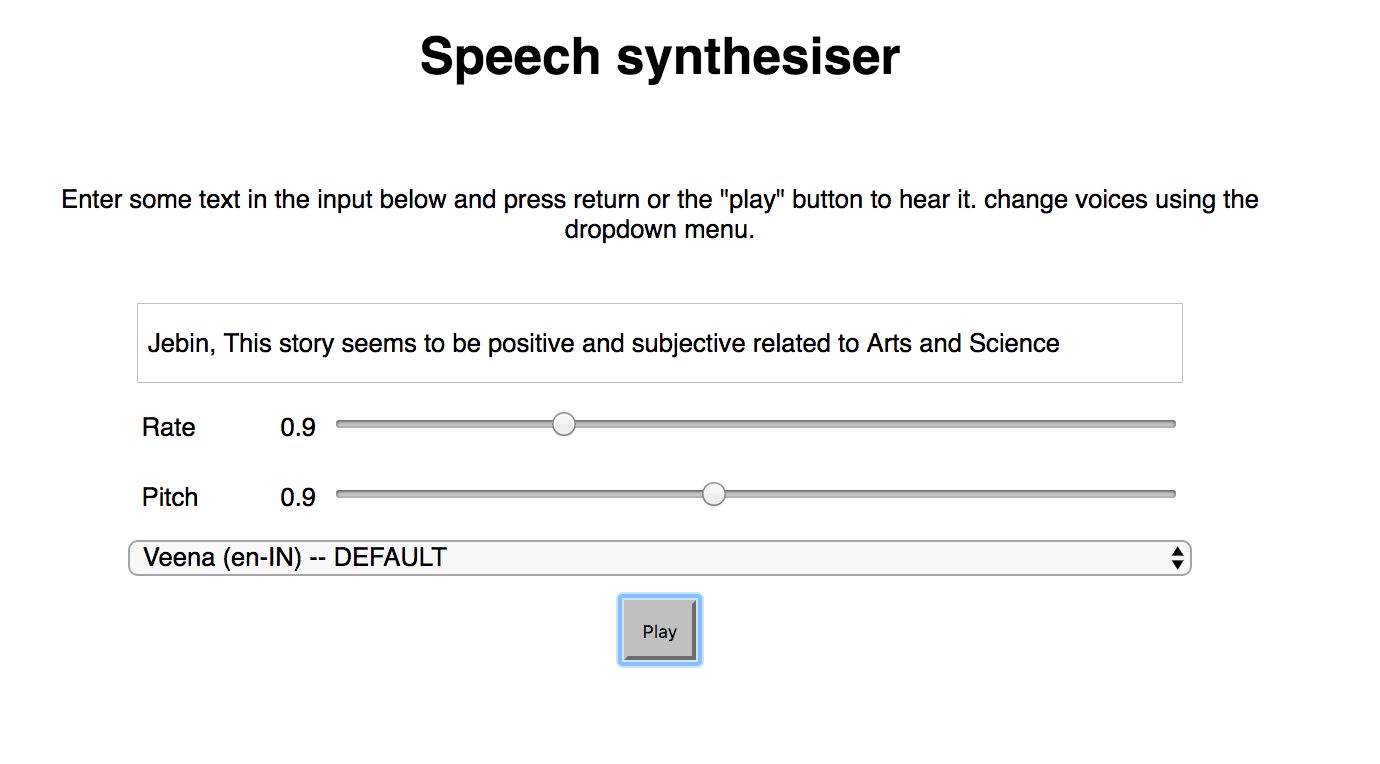 Speech synthesiser
Enter some text in the input below and press return or the "play" button to hear it. change voices using the
dropdown menu.
Jebin, This story seems to be positive and subjective related to Arts and Science
Rate 0.9
Pitch 0.9
Veena (en-IN) -- DEFAULT
Play